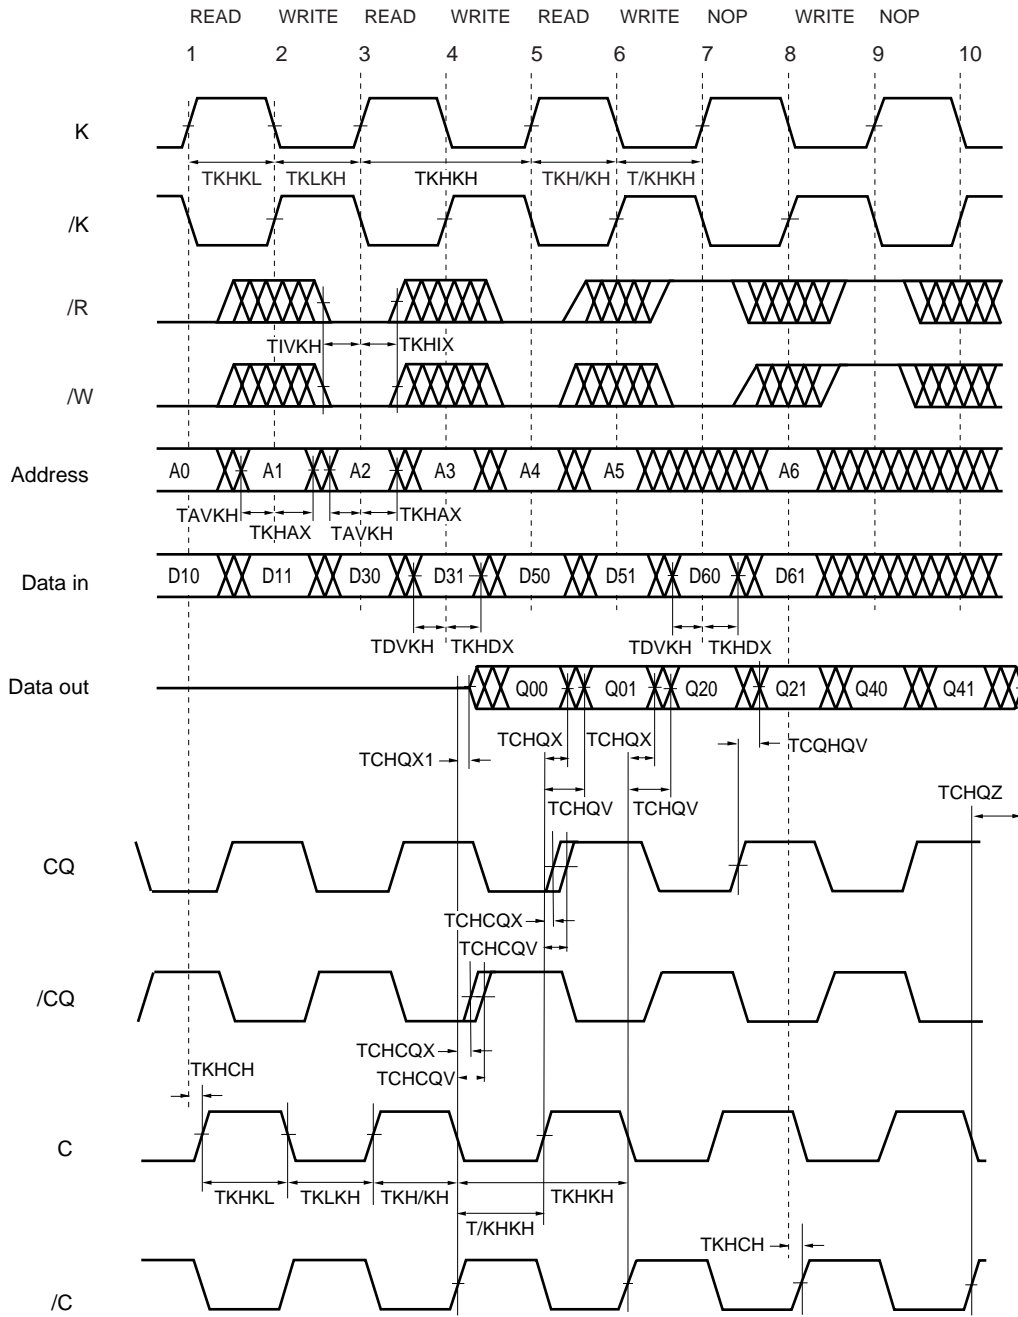 READ WRITE READ WRITE READ WRITE NOP WRITE NOP
1 2 3 4 5 6 7 8 9 10
K
TKHKL TKLKH TKHKH TKH/KH T/KHKH
/K
/R
TIVKH TKHIX
/W
Address A0 A1 A2 A3 A4 A5 A6
TAVKH TKHAX TAVKH TKHAX
Data in D10 D11 D30 D31 D50 D51 D60 D61
TDVKH TKHDX TDVKH TKHDX
Data out Q00 Q01 Q20 Q21 Q40 Q41
TCHQX1 TCHQX TCHQX TCQHQV
TCHQV TCHQV TCHQZ
CQ
TCHCQX
TCHCQV
/CQ
TCHCQX
TCHCQV
TKHCH
C
TKHKL TKLKH TKH/KH TKHKH
T/KHKH
TKHCH
/C